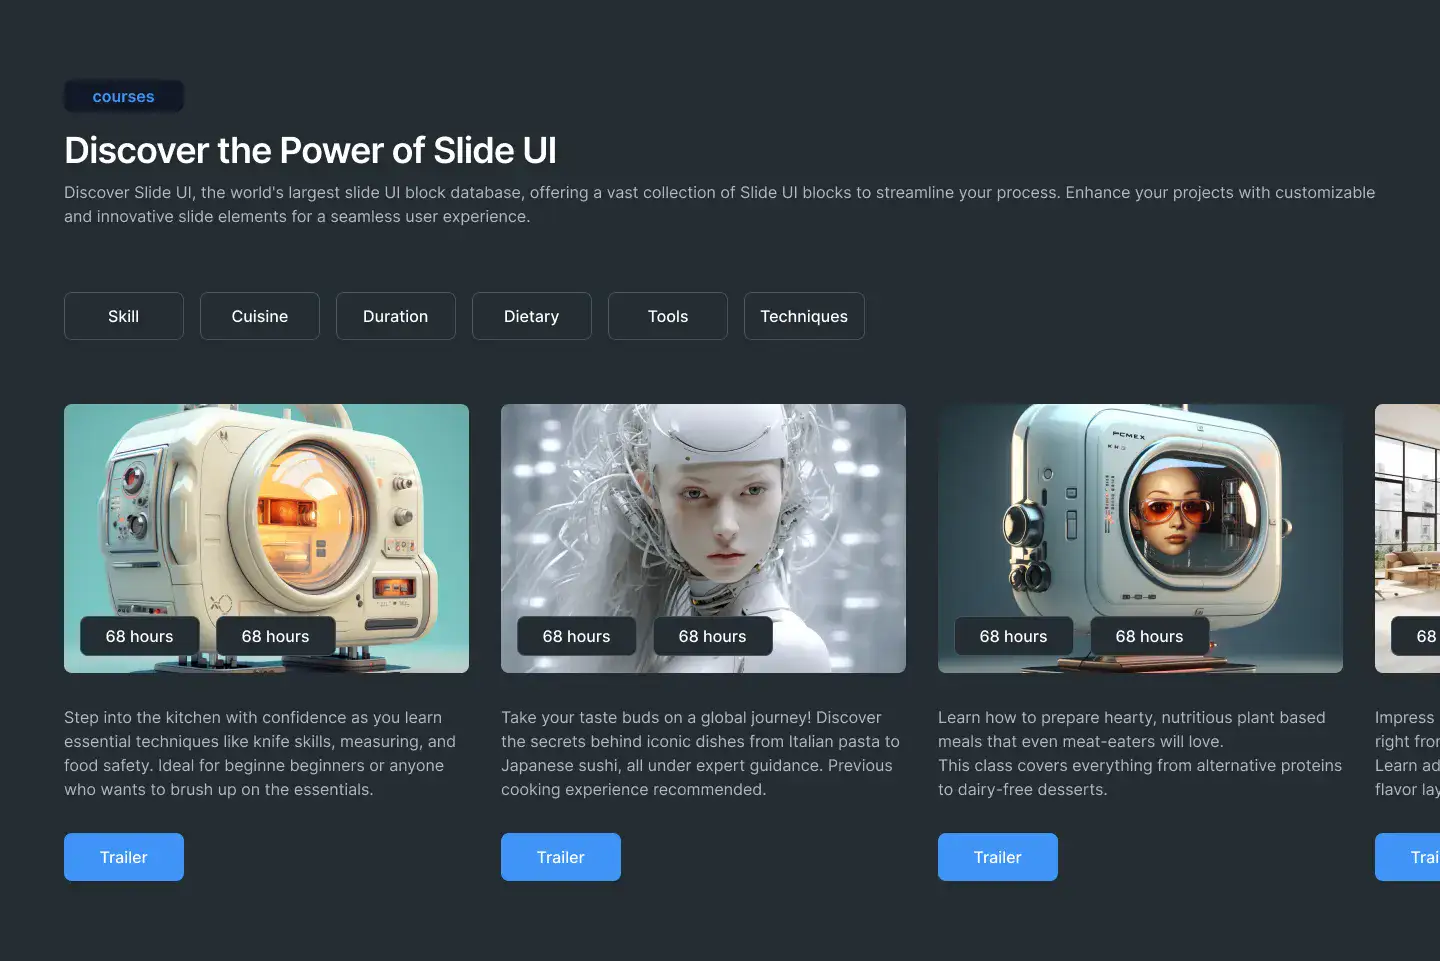 courses
Discover the Power of Slide UI
Discover Slide UI, the world's largest slide UI block database, offering a vast collection of Slide UI blocks to streamline your process. Enhance your projects with customizable
and innovative slide elements for a seamless user experience.
Skill
Cuisine
Duration
Dietary
Tools
Techniques
PCMEX
68 hours
68 hours
68 hours
68 hours
68 hours
68 hours
68
Step into the kitchen with confidence as you learn
essential techniques like knife skills, measuring, and
food safety. Ideal for beginne beginners or anyone
who wants to brush up on the essentials.
Take your taste buds on a global journey! Discover
the secrets behind iconic dishes from Italian pasta to
Japanese sushi, all under expert guidance. Previous
cooking experience recommended.
Learn how to prepare hearty, nutritious plant based
meals that even meat-eaters will love.
This class covers everything from alternative proteins
to dairy-free desserts.
Impress
right fror
Learn ad
flavor lay
Trailer
Trailer
Trailer
Trai